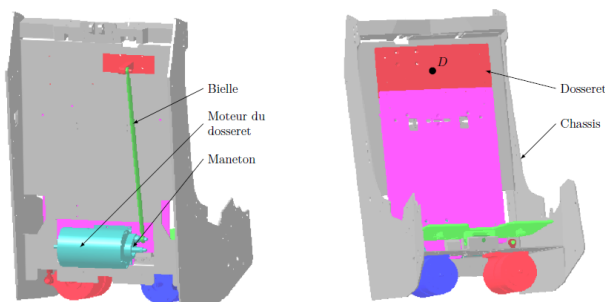 Bielle
Moteur du
dosseret
Maneton
D
Dosseret
Chassis